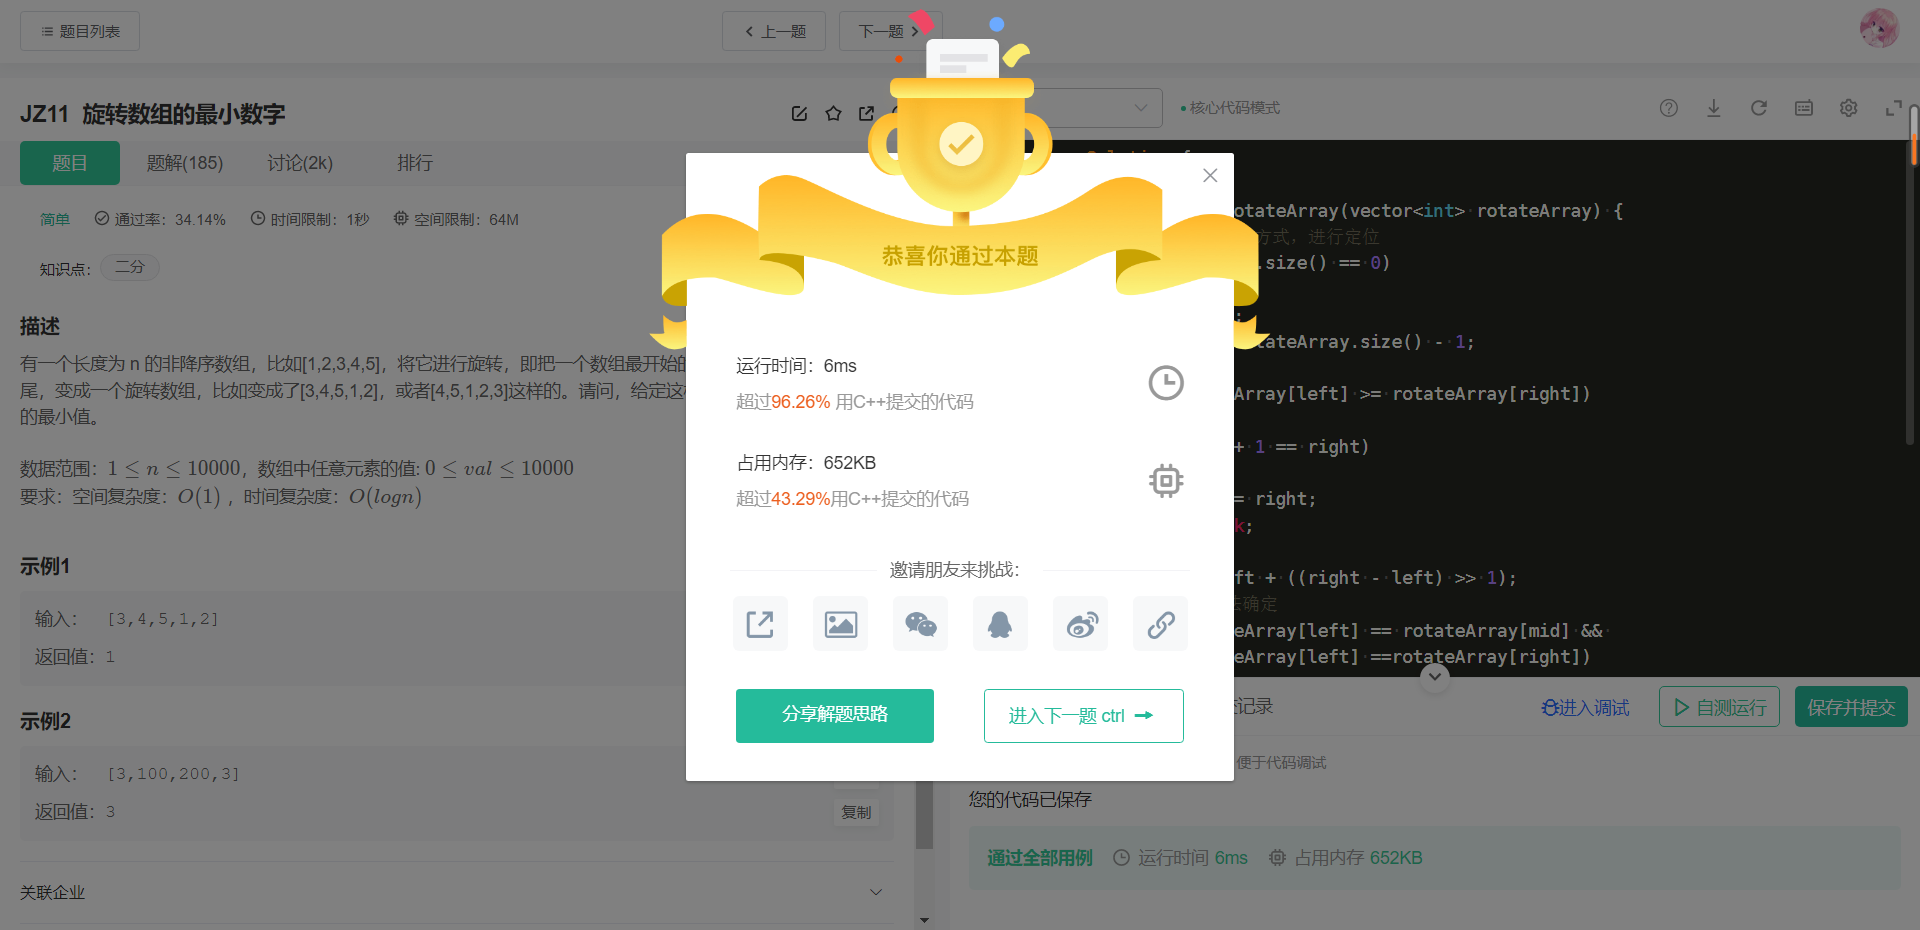 题目列表
上一题
下一题
JZ11 旋转数组的最小数字
核心代码模式
题目
题解(185)
讨论(2k)
排行
简单
通过率：34.14%
时间限制：1秒
空间限制：64M
知识点：
二分
描述
有一个长度为 n 的非降序数组，比如[1,2,3,4,5]，将它进行旋转，即把一个数组最开始的
尾，变成一个旋转数组，比如变成了[3,4,5,1,2]，或者[4,5,1,2,3]这样的。请问，给定这
的最小值。
数据范围：1 ≤ n ≤ 10000，数组中任意元素的值: 0 ≤ val ≤ 10000
要求：空间复杂度：O(1) ，时间复杂度：O(logn)
示例1
输入： [3,4,5,1,2]
返回值：1
示例2
输入： [3,100,200,3]
返回值：3
复制
关联企业
恭喜你通过本题
运行时间：6ms
超过96.26% 用C++提交的代码
占用内存：652KB
超过43.29%用C++提交的代码
邀请朋友来挑战：
分享解题思路
进入下一题 ctrl
otateArray(vector<int> rotateArray) {
方式，进行定位
.size() == 0)
;
tateArray.size() - 1;
Array[left] >= rotateArray[right])
+ 1 == right)
= right;
k;
ft + ((right - left) >> 1);
法确定
eArray[left] == rotateArray[mid] &&
eArray[left] ==rotateArray[right])
记录
进入调试
自测运行
保存并提交
便于代码调试
您的代码已保存
通过全部用例
运行时间 6ms
占用内存 652KB